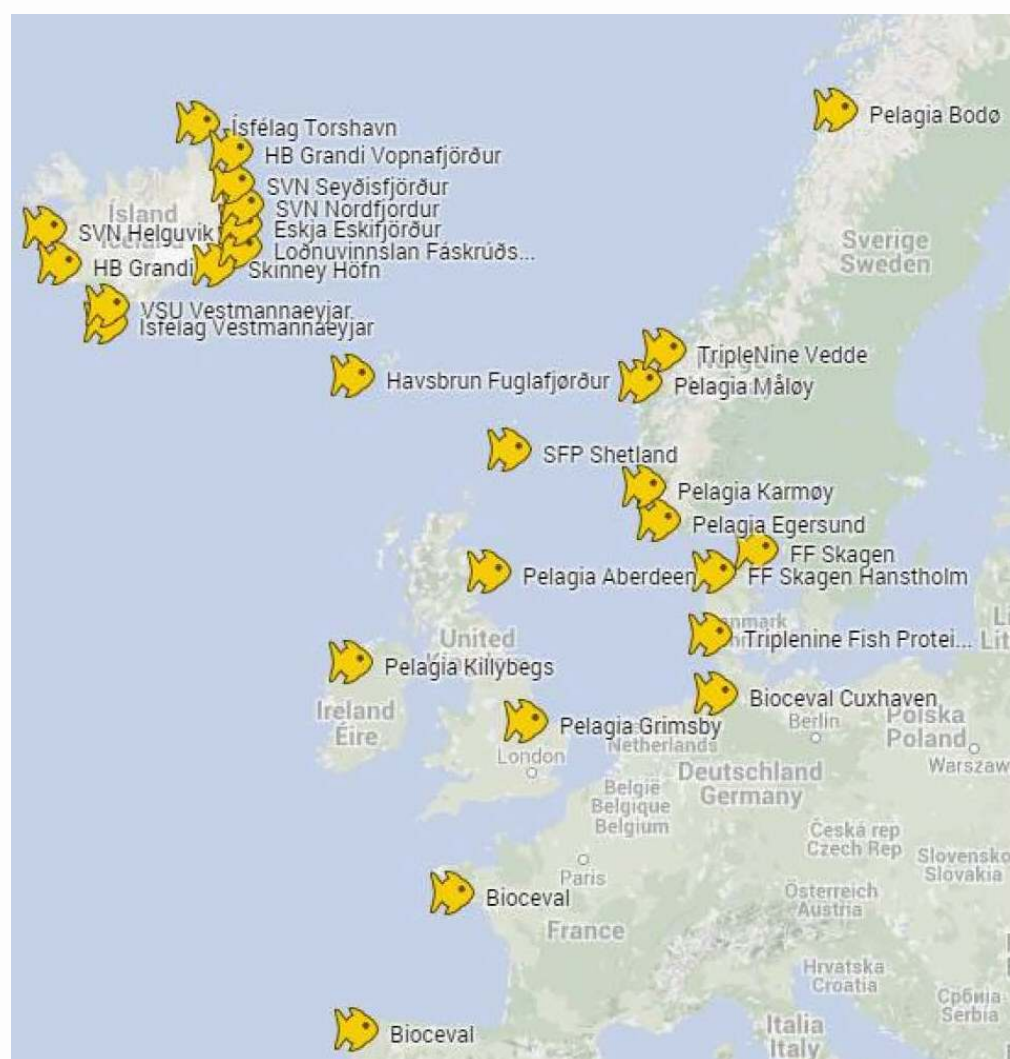 Pelagia Bodø
Ísfélag Torshavn
HB Grandi Vopnafjörður
SVN Seyðisfjörður
SVN Nordfjordur
Ísland
Iceland
SVN Helguvik
Eskja Eskifjörður
Loðnuvinnslan Fáskrúðs...
HB Grandi
Skinney Höfn
Sverige
Sweden
VSU Vestmannaeyjar
Isfelag Vestmannaeyjar
TripleNine Vedde
Havsbrun Fuglafjørður
Pelagia Måløy
SFP Shetland
Pelagia Karmøy
Pelagia Egersund
FF Skagen
Pelagia Aberdeen
FF Skagen Hanstholm
United
Triplenine Fish Protei...
Pelagia Killybegs
Bioceval Cuxhaven
Ireland
Éire
Pelagia Grimsby
Berlin
Polska
Poland
Netherlands
London
Warszaw
Deutschland
Germany
België
Belgique
Belgium
Česká rep
Czech Rep
Slovensko
Slovakia
Paris
Bioceval
Österreich
Austria
France
Hrvatska
Croatia
Србија
Serbia
Italia
Italy
Bioceval